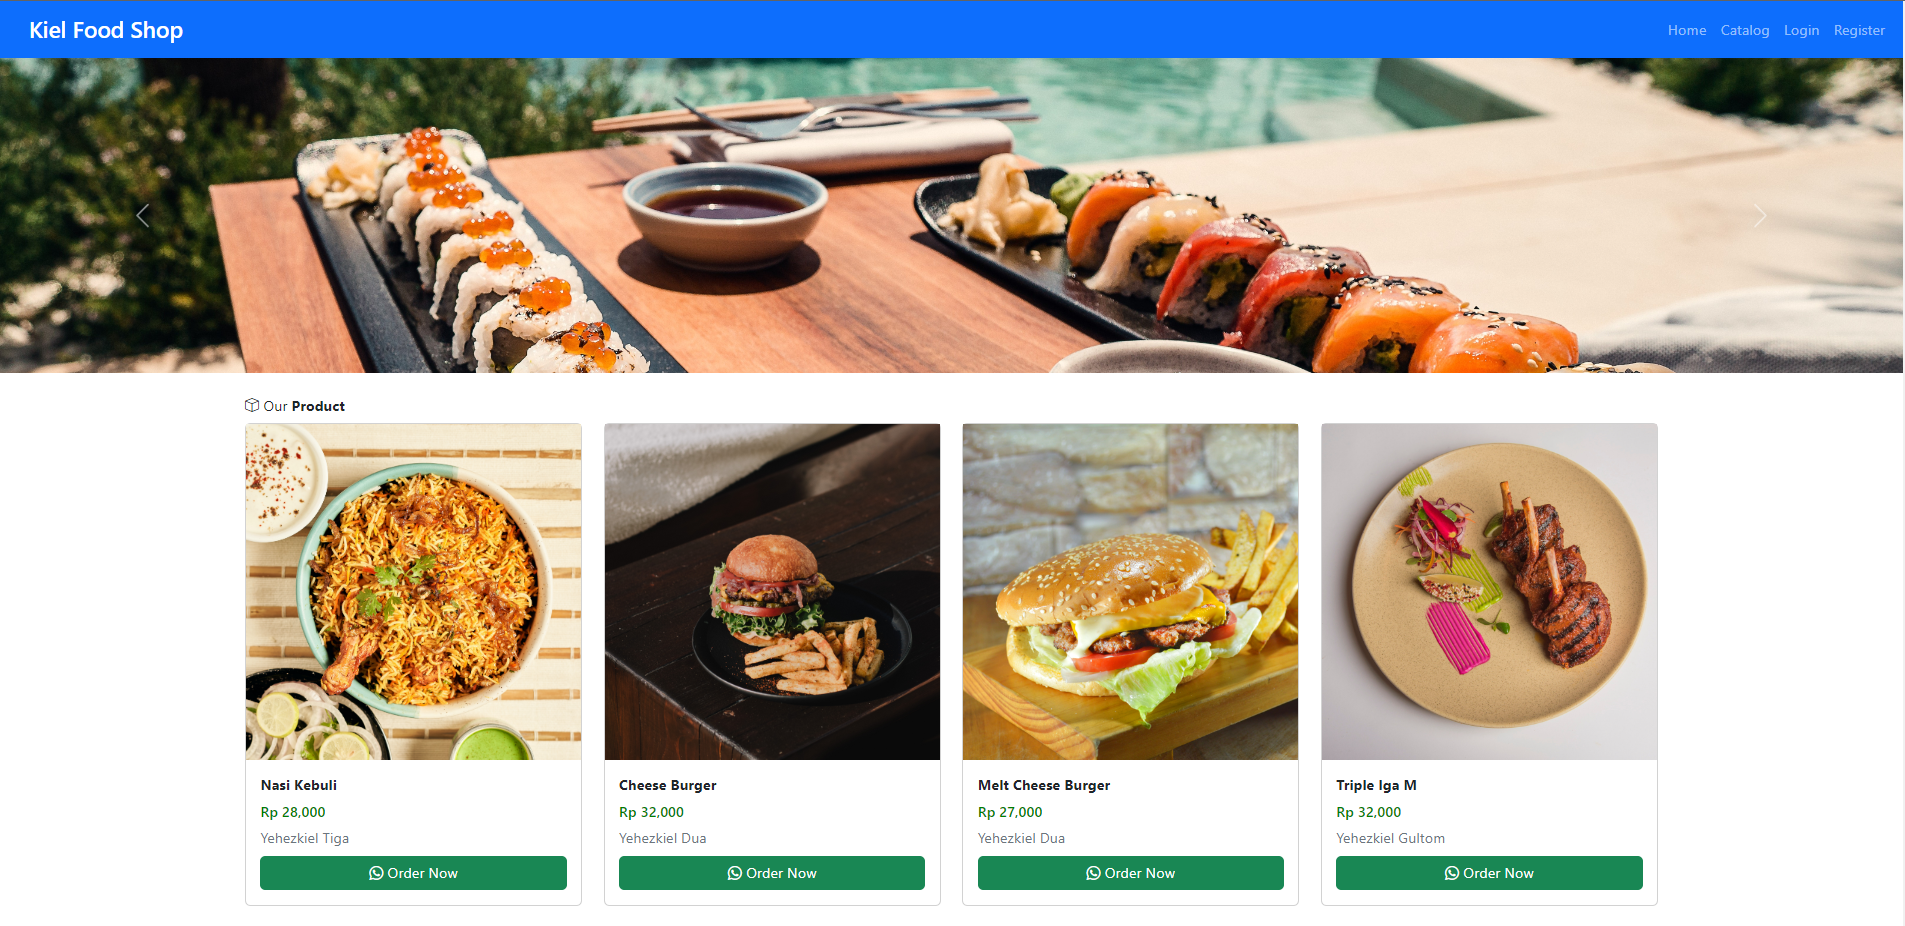 Kiel Food Shop
Home Catalog Login Register
Our Product
Nasi Kebuli
Rp 28,000
Yehezkiel Tiga
Order Now
Cheese Burger
Rp 32,000
Yehezkiel Dua
Order Now
Melt Cheese Burger
Rp 27,000
Yehezkiel Dua
Order Now
Triple Iga M
Rp 32,000
Yehezkiel Gultom
Order Now